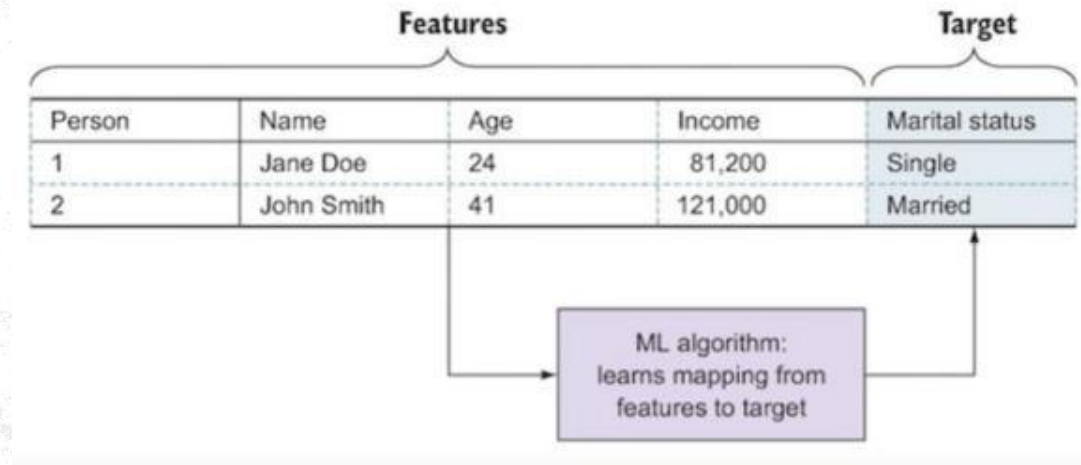 Features Target
Person Name Age Income Marital status
1 Jane Doe 24 81,200 Single
2 John Smith 41 121,000 Married
ML algorithm:
learns mapping from
features to target